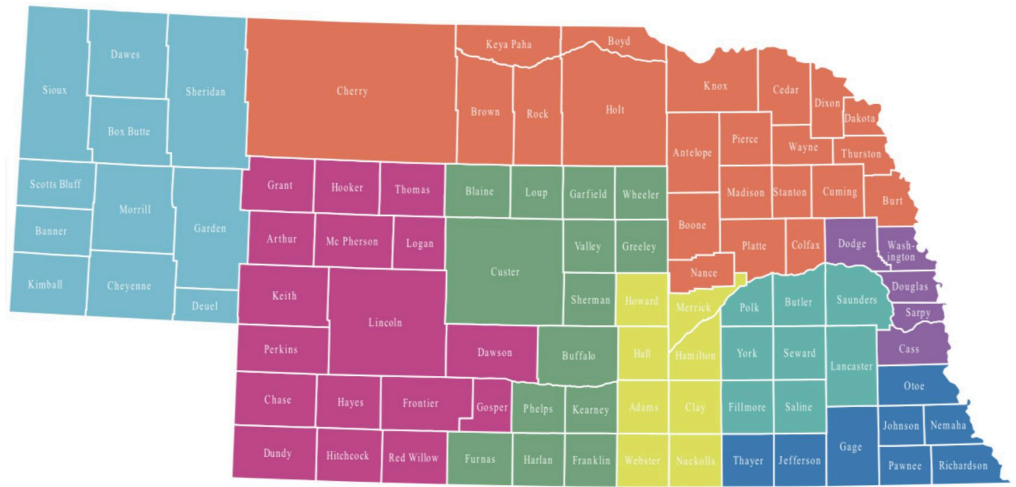 Keya Paha
Boyd
Dawes
Sioux
Sheridan
Cherry
Knox
Cedar
Dixon
Dakota
Brown
Rock
Holt
Box Butte
Antelope
Pierce
Wayne
Thurston
Scotts Bluff
Grant
Hooker
Thomas
Blaine
Loup
Garfield
Wheeler
Madison
Stanton
Cuming
Burt
Morrill
Garden
Banner
Boone
Arthur
Mc Pherson
Logan
Valley
Greeley
Platte
Colfax
Dodge
Wash-
ington
Custer
Nance
Kimball
Cheyenne
Deuel
Keith
Lincoln
Sherman
Howard
Merrick
Polk
Butler
Saunders
Douglas
Sarpy
Perkins
Dawson
Buffalo
Hall
Hamilton
York
Seward
Lancaster
Cass
Otoe
Chase
Hayes
Frontier
Gosper
Phelps
Kearney
Adams
Clay
Fillmore
Saline
Johnson
Nemaha
Dundy
Hitchcock
Red Willow
Furnas
Harlan
Franklin
Webster
Nuckolls
Thayer
Jefferson
Gage
Pawnee
Richardson